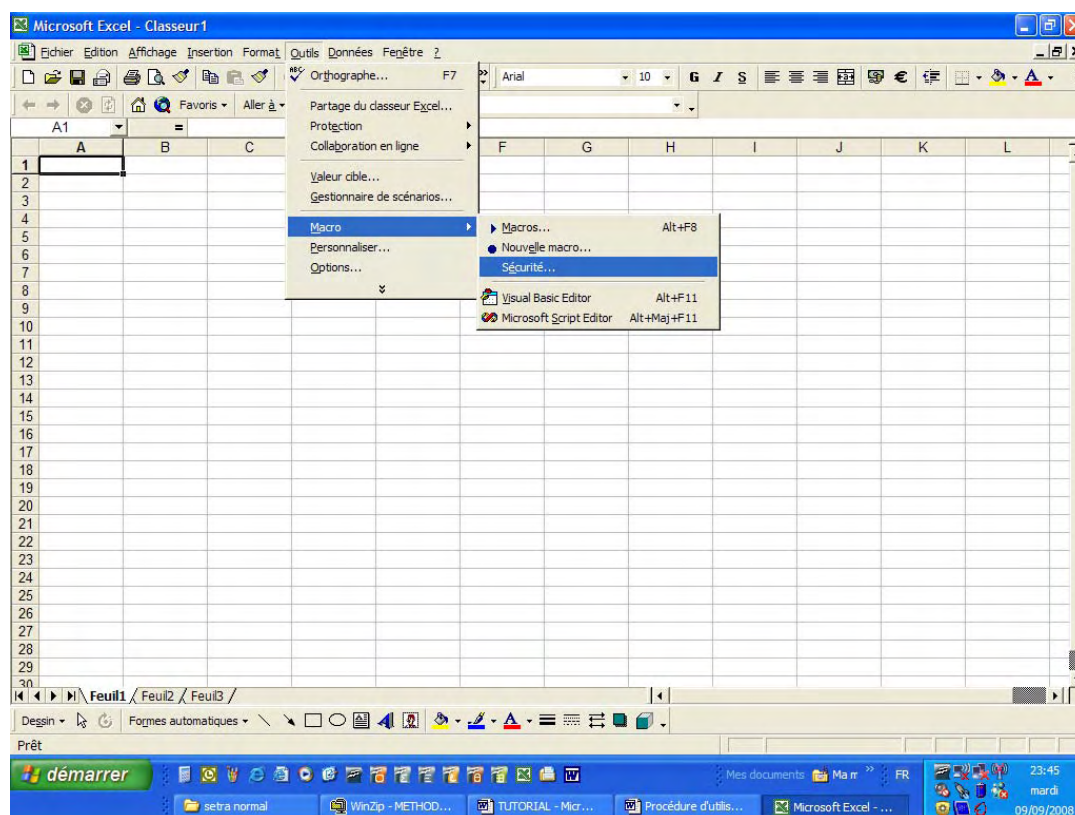 Microsoft Excel - Classeur1
Fichier Edition Affichage Insertion Format Outils Données Fenêtre ?
Orthographe... F7
Arial 10 G I S €
Favoris Aller à
Partage du classeur Excel...
Protection
Collaboration en ligne
Valeur cible...
Gestionnaire de scénarios...
Macro
Personnaliser...
Options...
Macros... Alt+F8
Nouvelle macro...
Sécurité...
Visual Basic Editor Alt+F11
Microsoft Script Editor Alt+Maj+F11
A1 =
A B C F G H I J K L
1
2
3
4
5
6
7
8
9
10
11
12
13
14
15
16
17
18
19
20
21
22
23
24
25
26
27
28
29
30
Feuil1 Feuil2 Feuil3
Dessin Formes automatiques
Prêt
démarrer Mes documents Ma m » FR 23:45
setra normal WinZip - METHOD... TUTORIAL - Micr... Procédure d'utilis... Microsoft Excel - ... mardi
09/09/2008